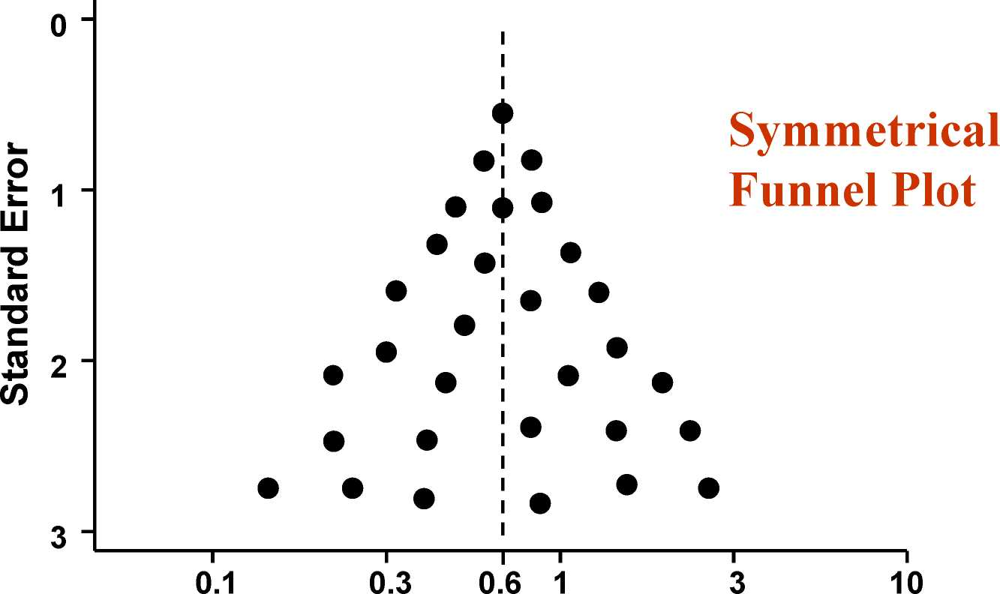 0
Symmetrical
Funnel Plot
1
Standard Error
2
3
0.1 0.3 0.6 1 3 10